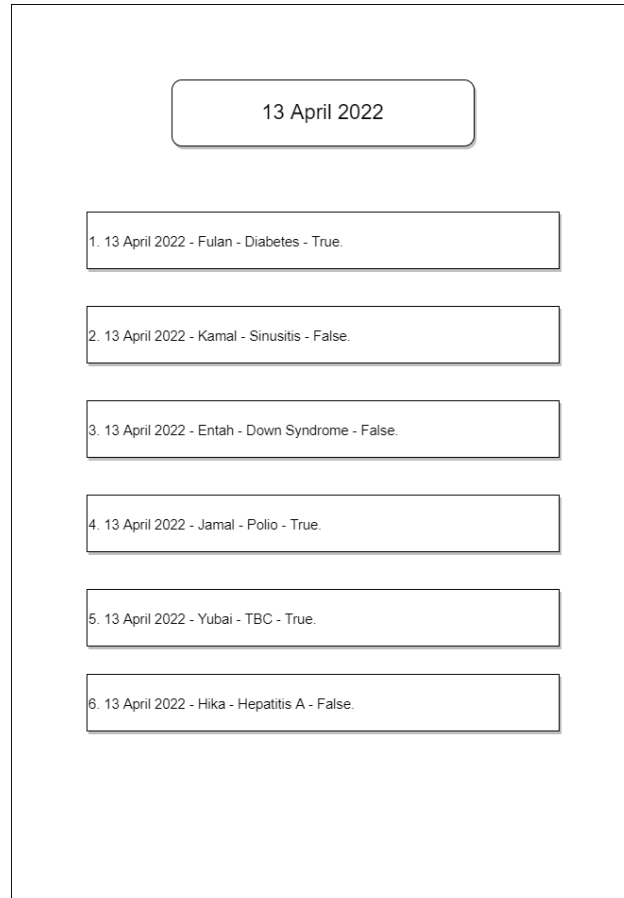 13 April 2022
1. 13 April 2022 - Fulan - Diabetes - True.
2. 13 April 2022 - Kamal - Sinusitis - False.
3. 13 April 2022 - Entah - Down Syndrome - False.
4. 13 April 2022 - Jamal - Polio - True.
5. 13 April 2022 - Yubai - TBC - True.
6. 13 April 2022 - Hika - Hepatitis A - False.